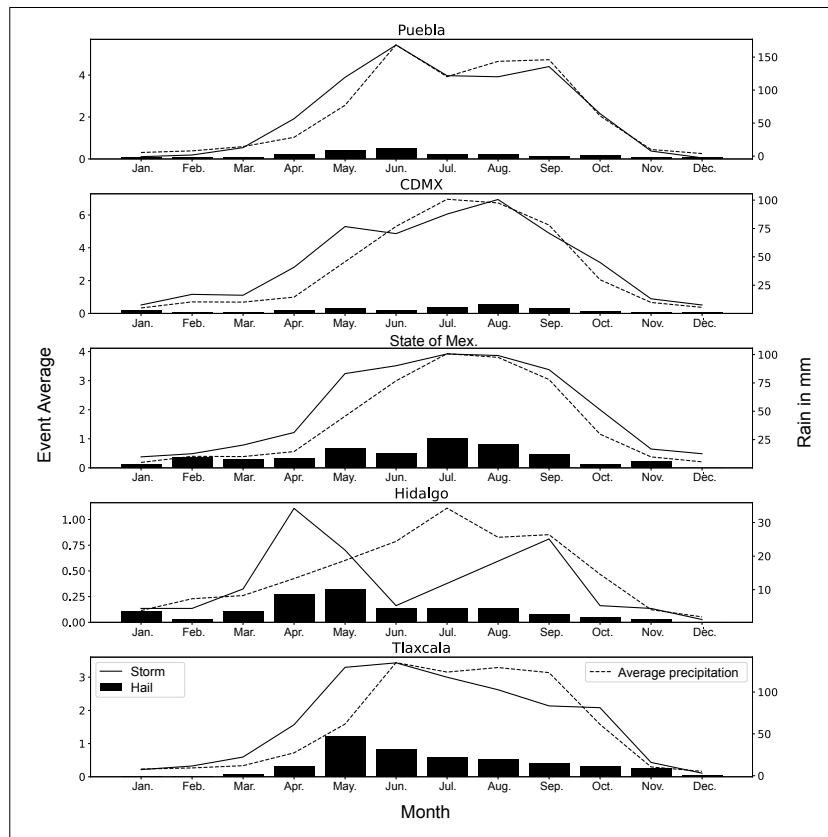 Puebla
4
2
0
150
100
50
0
Jan. Feb. Mar. Apr. May. Jun. Jul. Aug. Sep. Oct. Nov. Dec.
CDMX
6
4
2
0
100
75
50
25
Jan. Feb. Mar. Apr. May. Jun. Jul. Aug. Sep. Oct. Nov. Dec.
State of Mex.
4
3
2
1
0
100
75
50
25
Jan. Feb. Mar. Apr. May. Jun. Jul. Aug. Sep. Oct. Nov. Dec.
Event Average
Rain in mm
Hidalgo
1.00
0.75
0.50
0.25
0.00
30
20
10
Jan. Feb. Mar. Apr. May. Jun. Jul. Aug. Sep. Oct. Nov. Dec.
Tlaxcala
Storm
Hail
Average precipitation
3
2
1
0
100
50
0
Jan. Feb. Mar. Apr. May. Jun. Jul. Aug. Sep. Oct. Nov. Dec.
Month